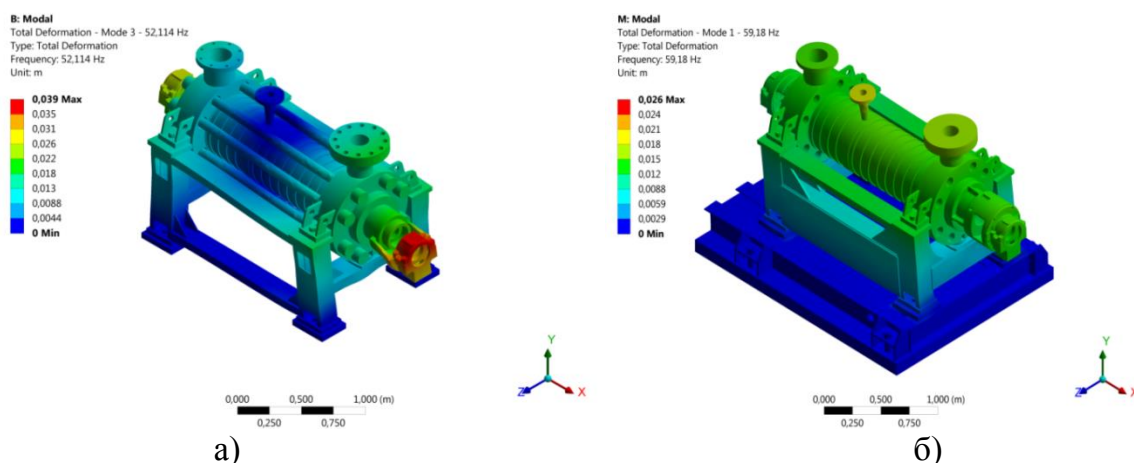 B: Modal
Total Deformation - Mode 3 - 52,114 Hz
Type: Total Deformation
Frequency: 52,114 Hz
Unit: m
0,039 Max
0,035
0,031
0,026
0,022
0,018
0,013
0,0088
0,0044
0 Min
Y
Z
X
0,000
0,500
1,000 (m)
0,250
0,750
а)
M: Modal
Total Deformation - Mode 1 - 59,18 Hz
Type: Total Deformation
Frequency: 59,18 Hz
Unit: m
0,026 Max
0,024
0,021
0,018
0,015
0,012
0,0088
0,0059
0,0029
0 Min
Y
Z
X
0,000
0,500
1,000 (m)
0,250
0,750
б)